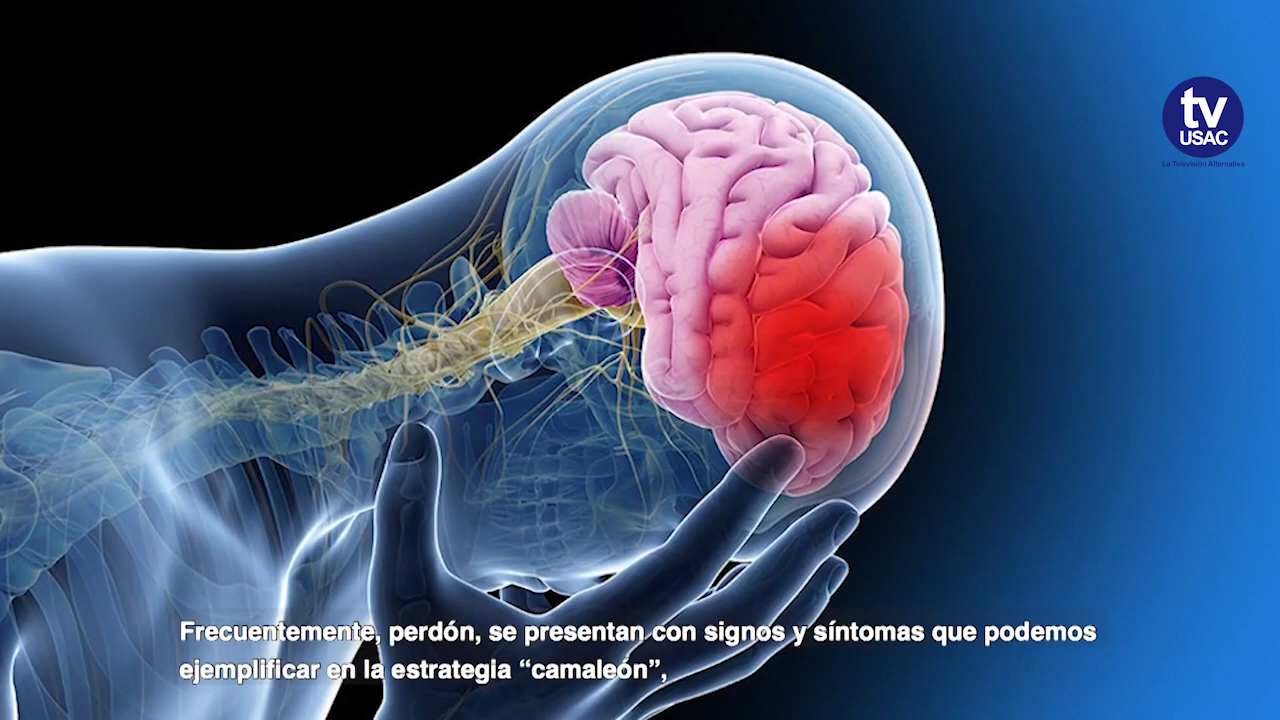 tv
USAC
La Televisión Alternativa
Frecuentemente, perdón, se presentan con signos y síntomas que podemos
ejemplificar en la estrategia “camaleón”,